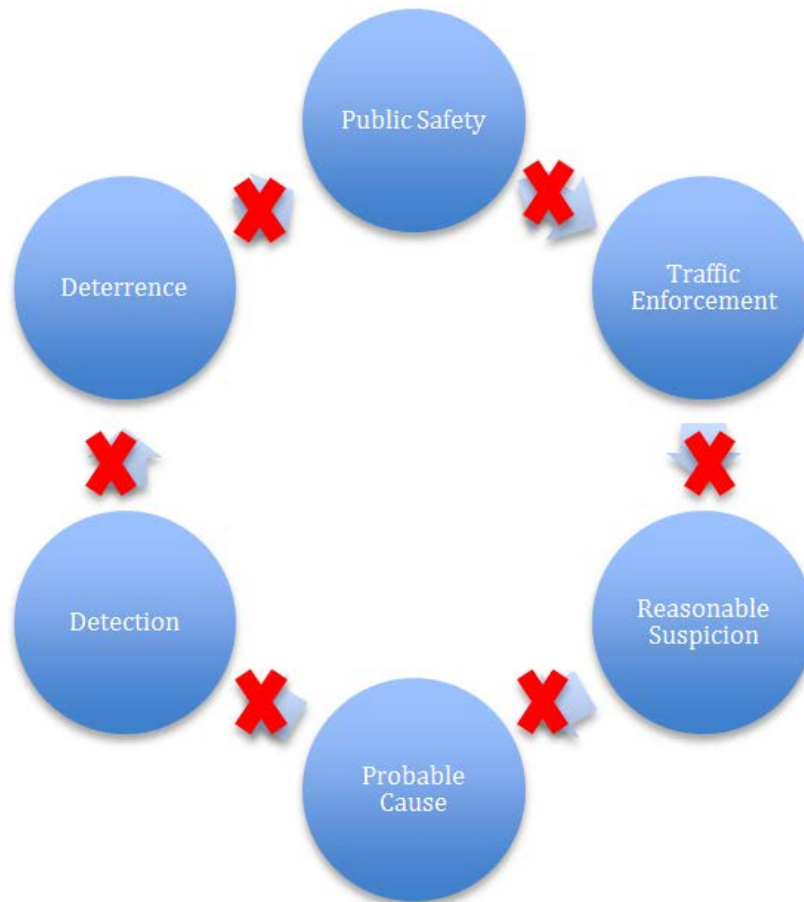 Public Safety
Traffic
Enforcement
Reasonable
Suspicion
Probable
Cause
Detection
Deterrence